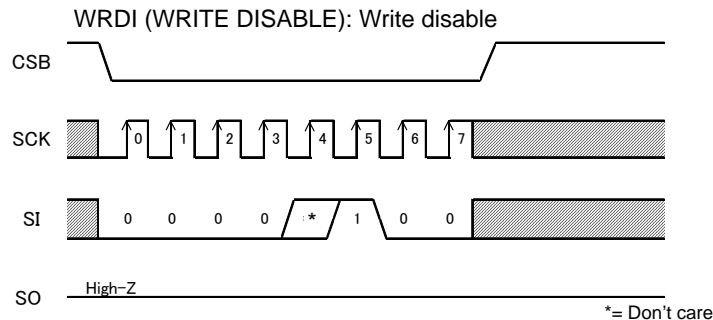 WRDI (WRITE DISABLE): Write disable
CSB
SCK 0 1 2 3 4 5 6 7
SI 0 0 0 0 * 1 0 0
SO High-Z
*= Don't care